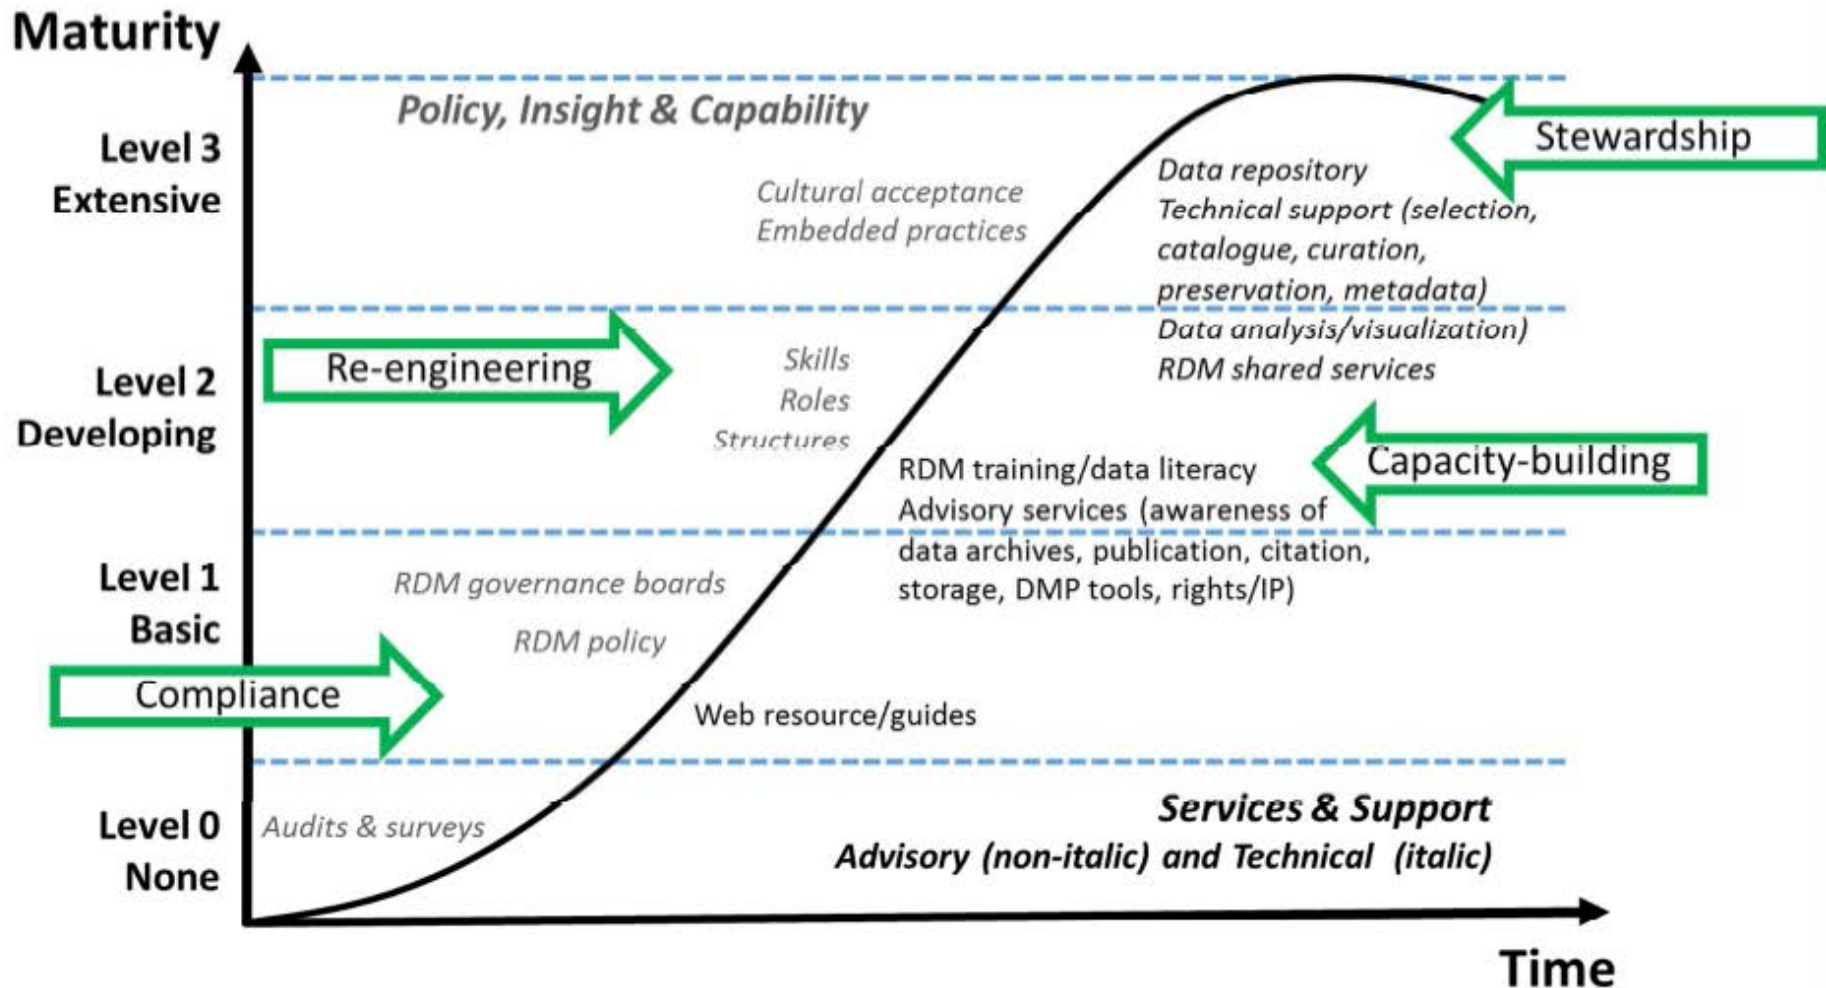 Maturity
Policy, Insight & Capability
Level 3
Extensive
Stewardship
Cultural acceptance
Embedded practices
Data repository
Technical support (selection,
catalogue, curation,
preservation, metadata)
Data analysis/visualization)
RDM shared services
Level 2
Developing
Re-engineering
Skills
Roles
Structures
Capacity-building
RDM training/data literacy
Advisory services (awareness of
data archives, publication, citation,
storage, DMP tools, rights/IP)
Level 1
Basic
RDM governance boards
RDM policy
Compliance
Web resource/guides
Level 0
None
Audits & surveys
Services & Support
Advisory (non-italic) and Technical (italic)
Time